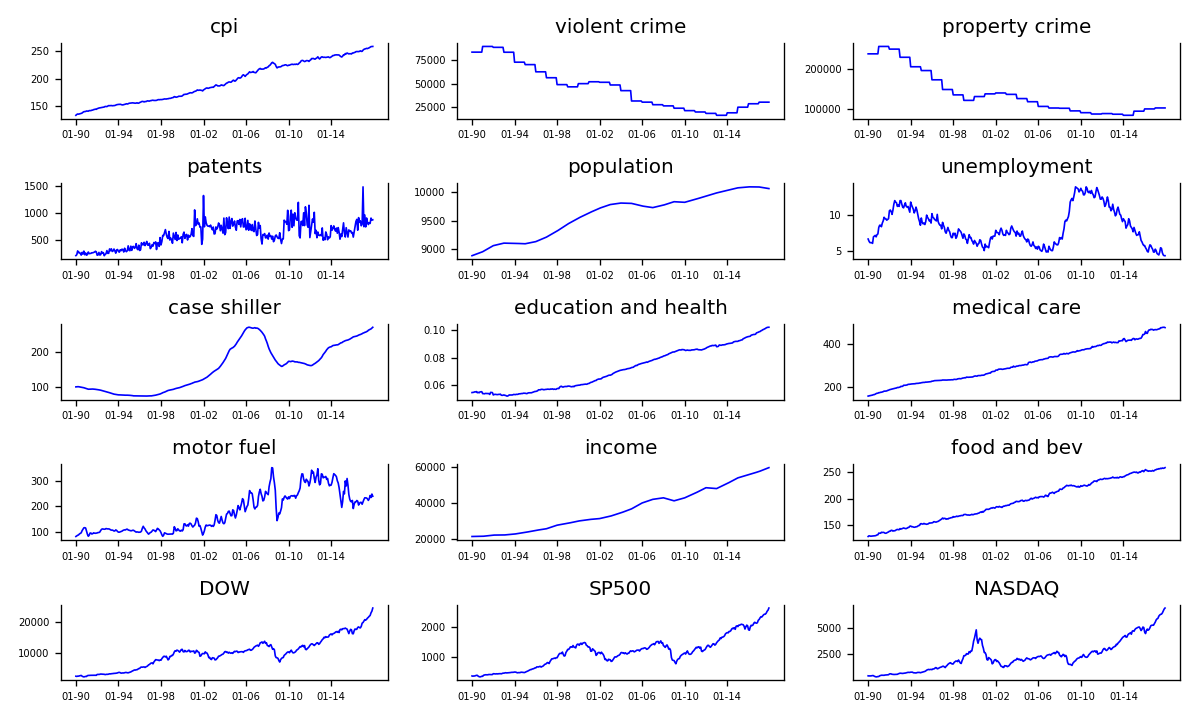 cpi violent crime property crime
250
200
150
01-90 01-94 01-98 01-02 01-06 01-10 01-14
75000
50000
25000
01-90 01-94 01-98 01-02 01-06 01-10 01-14
200000
100000
01-90 01-94 01-98 01-02 01-06 01-10 01-14
patents population unemployment
1500
1000
500
01-90 01-94 01-98 01-02 01-06 01-10 01-14
10000
9500
9000
01-90 01-94 01-98 01-02 01-06 01-10 01-14
10
5
01-90 01-94 01-98 01-02 01-06 01-10 01-14
case shiller education and health medical care
200
100
01-90 01-94 01-98 01-02 01-06 01-10 01-14
0.10
0.08
0.06
01-90 01-94 01-98 01-02 01-06 01-10 01-14
400
200
01-90 01-94 01-98 01-02 01-06 01-10 01-14
motor fuel income food and bev
300
200
100
01-90 01-94 01-98 01-02 01-06 01-10 01-14
60000
40000
20000
01-90 01-94 01-98 01-02 01-06 01-10 01-14
250
200
150
01-90 01-94 01-98 01-02 01-06 01-10 01-14
DOW SP500 NASDAQ
20000
10000
01-90 01-94 01-98 01-02 01-06 01-10 01-14
2000
1000
01-90 01-94 01-98 01-02 01-06 01-10 01-14
5000
2500
01-90 01-94 01-98 01-02 01-06 01-10 01-14